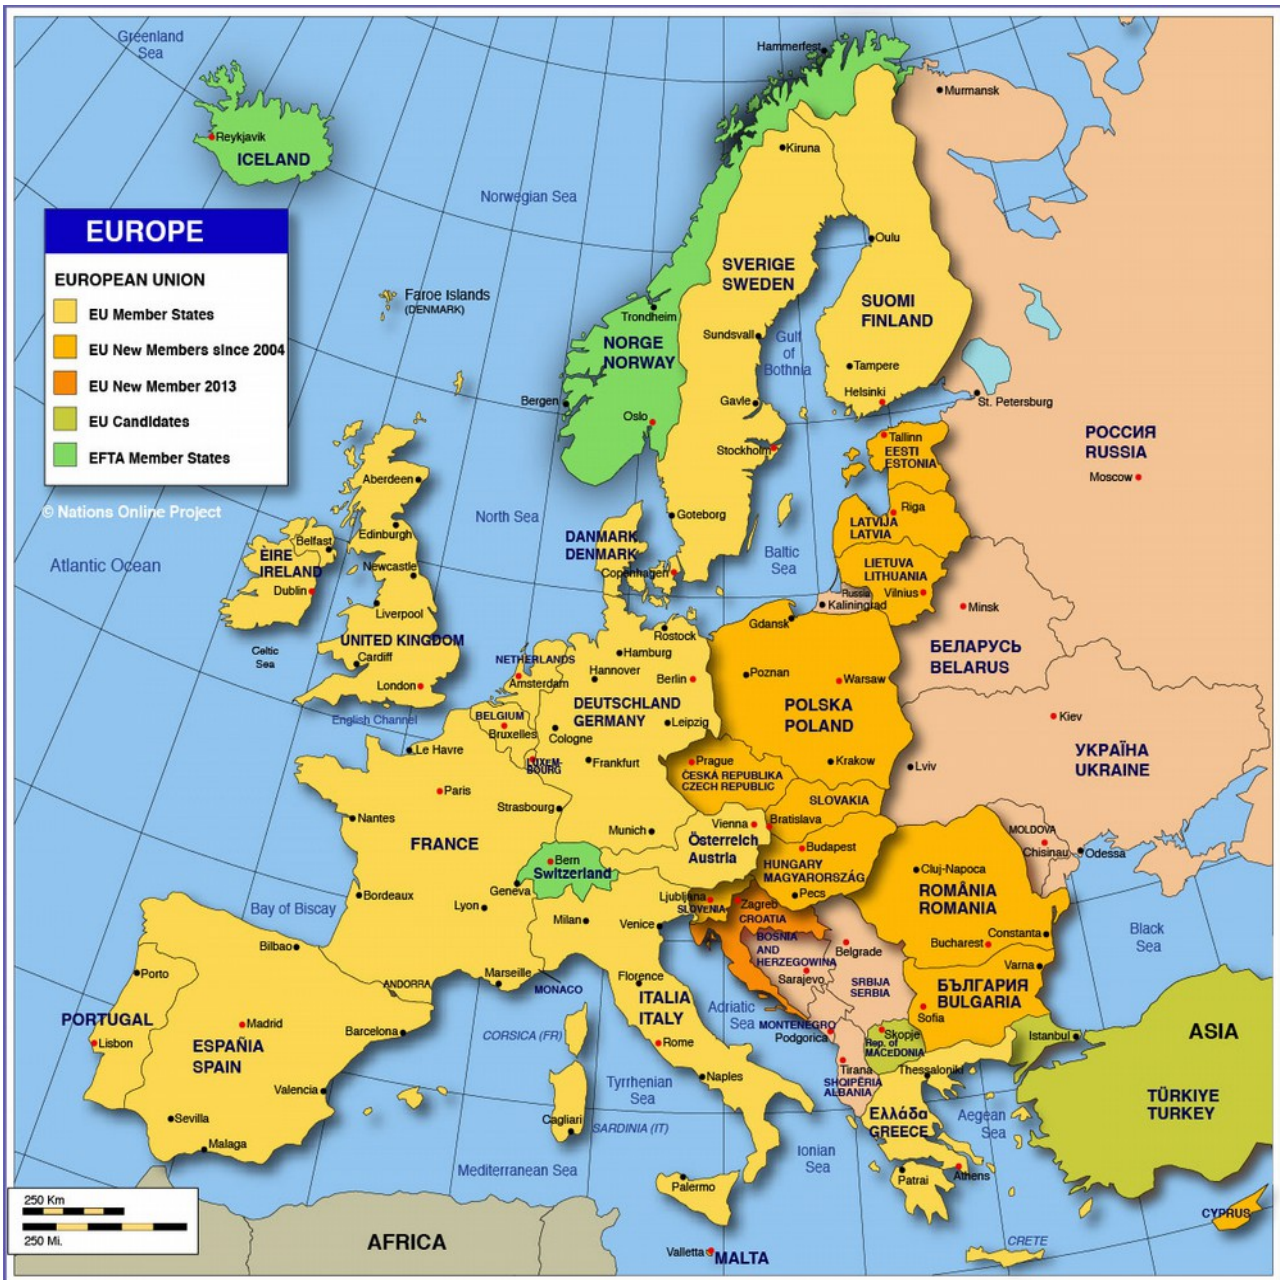 Greenland
Sea
Hammerfest
Murmansk
Reykjavik
ICELAND
Kiruna
Norwegian Sea
EUROPE
EUROPEAN UNION
EU Member States
EU New Members since 2004
EU New Member 2013
EU Candidates
EFTA Member States
© Nations Online Project
Oulu
SVERIGE
SWEDEN
SUOMI
FINLAND
Faroe Islands
(DENMARK)
Trondheim
NORGE
NORWAY
Sundsvall
Gulf
of
Bothnia
Tampere
Helsinki
Bergen
Oslo
Gavle
Stockholm
St. Petersburg
РОССИЯ
RUSSIA
Moscow
Tallinn
EESTI
ESTONIA
Aberdeen
Edinburgh
North Sea
Goteborg
Riga
LATVIJA
LATVIA
DANMARK
DENMARK
Copenhagen
Baltic
Sea
LIETUVA
LITHUANIA
Vilnius
Russia
Kaliningrad
Minsk
БЕЛАРУСЬ
BELARUS
Atlantic Ocean
Belfast
ÈIRE
IRELAND
Dublin
Newcastle
Liverpool
UNITED KINGDOM
Cardiff
London
Celtic
Sea
English Channel
NETHERLANDS
Amsterdam
Rostock
Hamburg
Hannover
Berlin
DEUTSCHLAND
GERMANY
Leipzig
Cologne
Frankfurt
Gdansk
Poznan
Warsaw
POLSKA
POLAND
Krakow
Kiev
Lviv
УКРАЇНА
UKRAINE
BELGIUM
Bruxelles
LUXEM-
BOURG
Le Havre
Paris
Nantes
FRANCE
Strasbourg
Munich
Prague
ČESKÁ REPUBLIKA
CZECH REPUBLIC
SLOVAKIA
Vienna
Bratislava
Österreich
Austria
Budapest
HUNGARY
MAGYARORSZÁG
Pecs
MOLDOVA
Chisinau
Odessa
Cluj-Napoca
ROMÂNIA
ROMANIA
Constanta
Bucharest
Bern
Switzerland
Geneva
Bordeaux
Lyon
Bay of Biscay
Milan
Venice
Ljubljana
SLOVENIA
Zagreb
CROATIA
BOSNIA
AND
HERZEGOWINA
Sarajevo
Belgrade
SRBIJA
SERBIA
Varna
БЪЛГАРИЯ
BULGARIA
Sofia
Black
Sea
Bilbao
Porto
PORTUGAL
Lisbon
Madrid
ESPAÑIA
SPAIN
ANDORRA
Barcelona
Valencia
Sevilla
Malaga
Marseille
MONACO
CORSICA (FR)
Florence
ITALIA
ITALY
Rome
Naples
Adriatic
Sea
MONTENEGRO
Podgorica
Skopje
Rep. of
MACEDONIA
Tirana
SHQIPËRIA
ALBANIA
Thessaloniki
Istanbul
ASIA
TÜRKIYE
TURKEY
Ελλάδα
GREECE
Aegean
Sea
Patrai
Athens
Tyrrhenian
Sea
Cagliari
SARDINIA (IT)
Ionian
Sea
Mediterranean Sea
Palermo
Valletta
MALTA
CRETE
CYPRUS
AFRICA
250 Km
250 Mi.